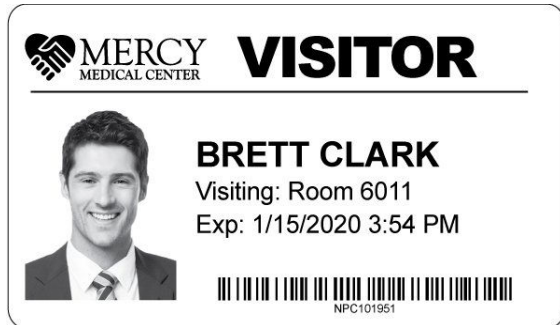 MERCY
MEDICAL CENTER
VISITOR
BRETT CLARK
Visiting: Room 6011
Exp: 1/15/2020 3:54 PM
NPC101951